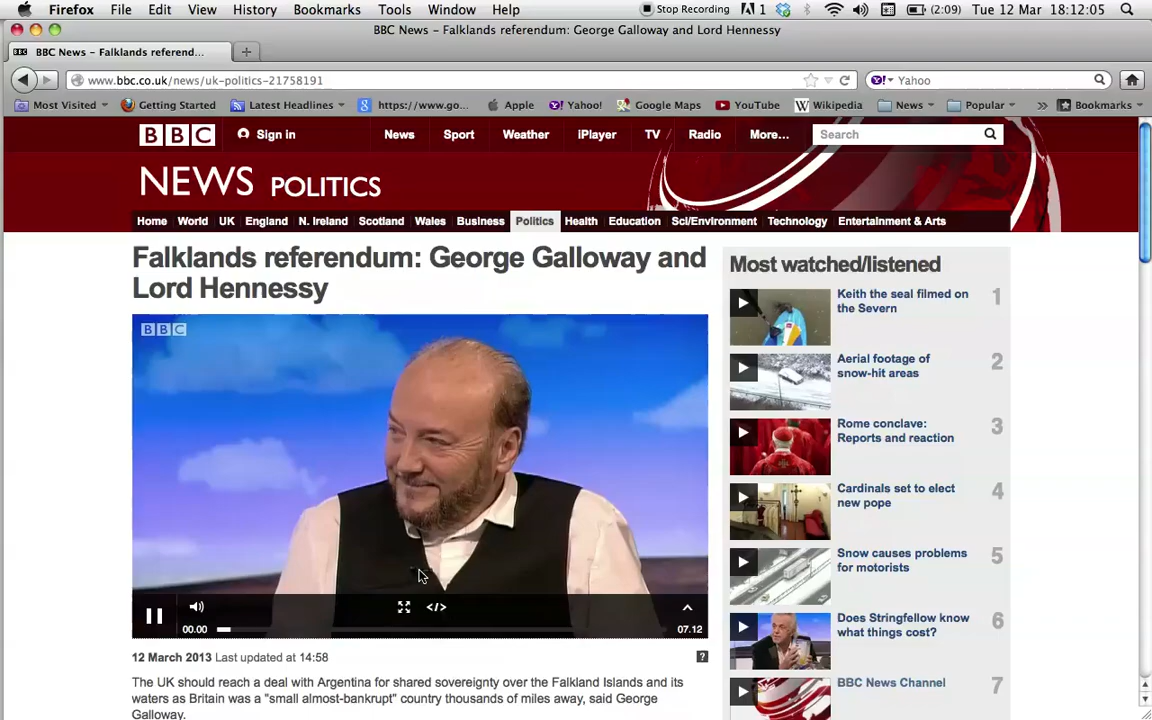 Firefox File Edit View History Bookmarks Tools Window Help Stop Recording 1 (2:09) Tue 12 Mar 18:12:05
BBC News – Falklands referendum: George Galloway and Lord Hennessy
BBC BBC News – Falklands referend... +
www.bbc.co.uk/news/uk-politics-21758191 Yahoo
Most Visited Getting Started Latest Headlines https://www.go... Apple Yahoo! Google Maps YouTube Wikipedia News Popular » Bookmarks
BBC Sign in News Sport Weather iPlayer TV Radio More... Search
NEWS POLITICS
Home World UK England N. Ireland Scotland Wales Business Politics Health Education Sci/Environment Technology Entertainment & Arts
Falklands referendum: George Galloway and
Lord Hennessy
BBC
00.00 07.12
12 March 2013 Last updated at 14:58 ?
The UK should reach a deal with Argentina for shared sovereignty over the Falkland Islands and its
waters as Britain was a "small almost-bankrupt" country thousands of miles away, said George
Galloway.
Most watched/listened
Keith the seal filmed on 1
the Severn
Aerial footage of 2
snow-hit areas
Rome conclave: 3
Reports and reaction
Cardinals set to elect 4
new pope
Snow causes problems 5
for motorists
Does Stringfellow know 6
what things cost?
BBC News Channel 7